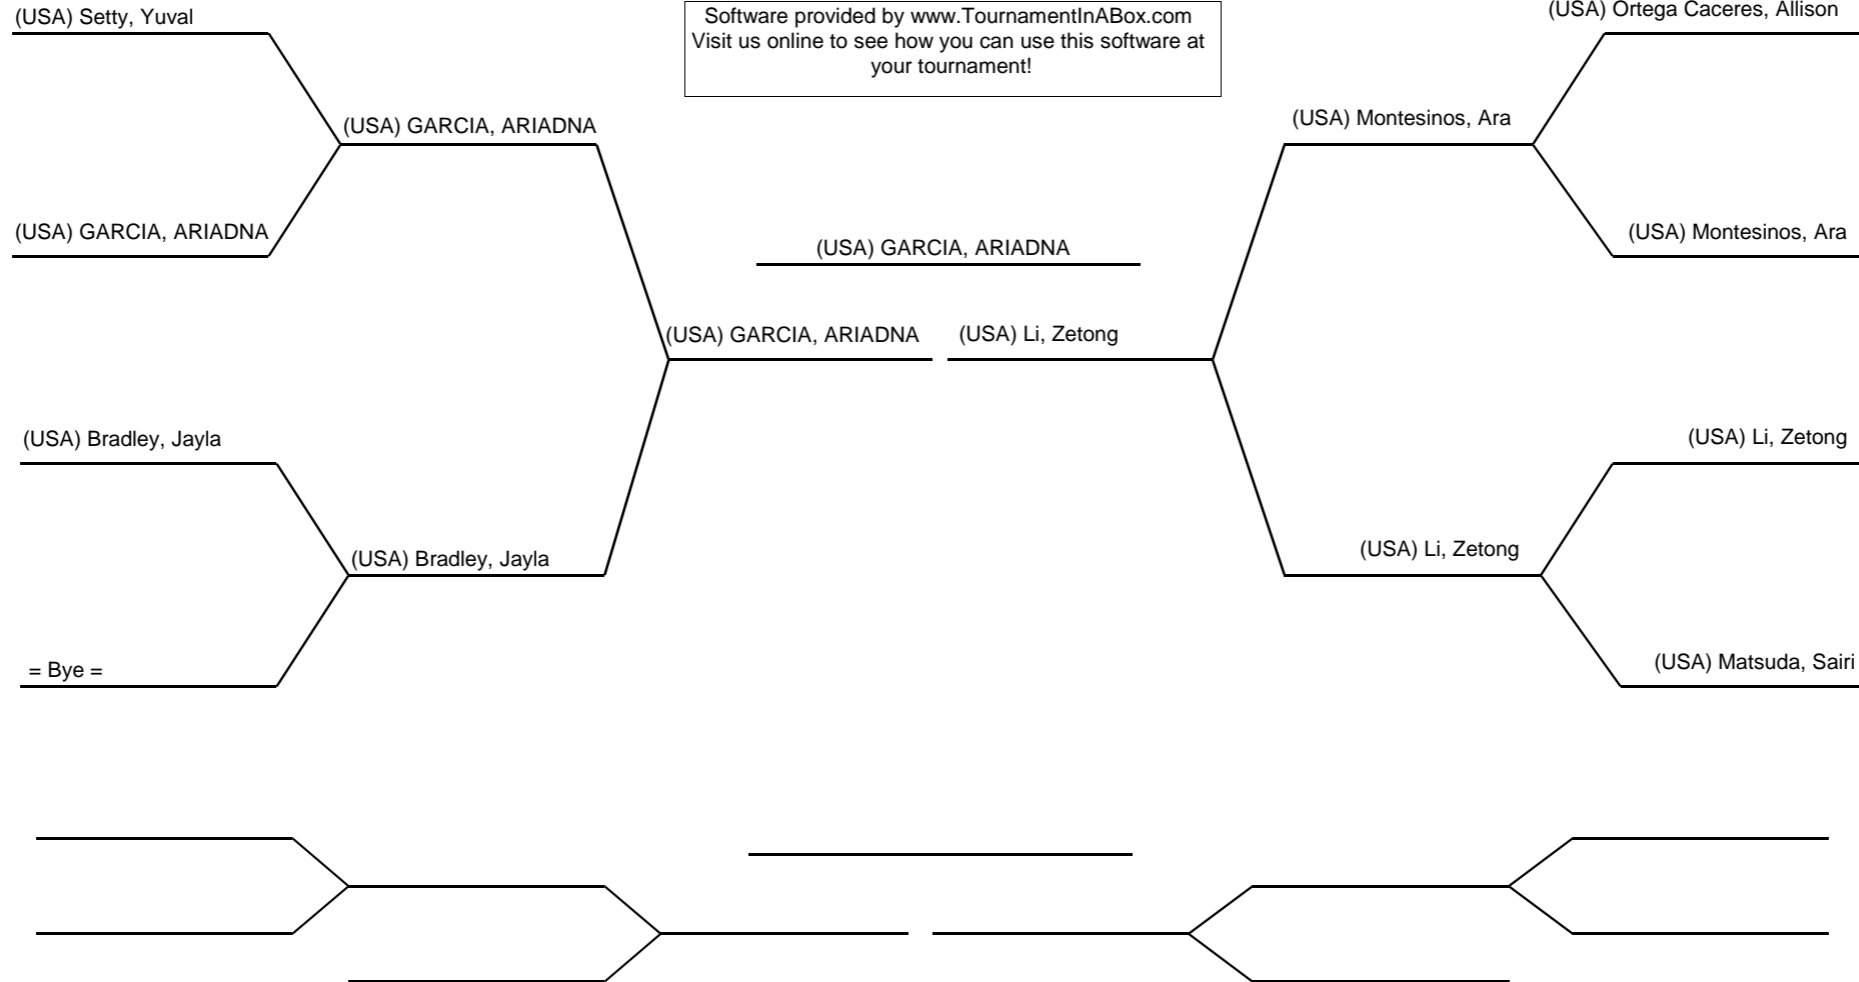 (USA) Setty, Yuval
Software provided by www.TournamentInABox.com
Visit us online to see how you can use this software at
your tournament!
(USA) Ortega Caceres, Allison
(USA) GARCIA, ARIADNA
(USA) Montesinos, Ara
(USA) GARCIA, ARIADNA
(USA) GARCIA, ARIADNA
(USA) Montesinos, Ara
(USA) GARCIA, ARIADNA
(USA) Li, Zetong
(USA) Bradley, Jayla
(USA) Li, Zetong
(USA) Bradley, Jayla
(USA) Li, Zetong
= Bye =
(USA) Matsuda, Sairi